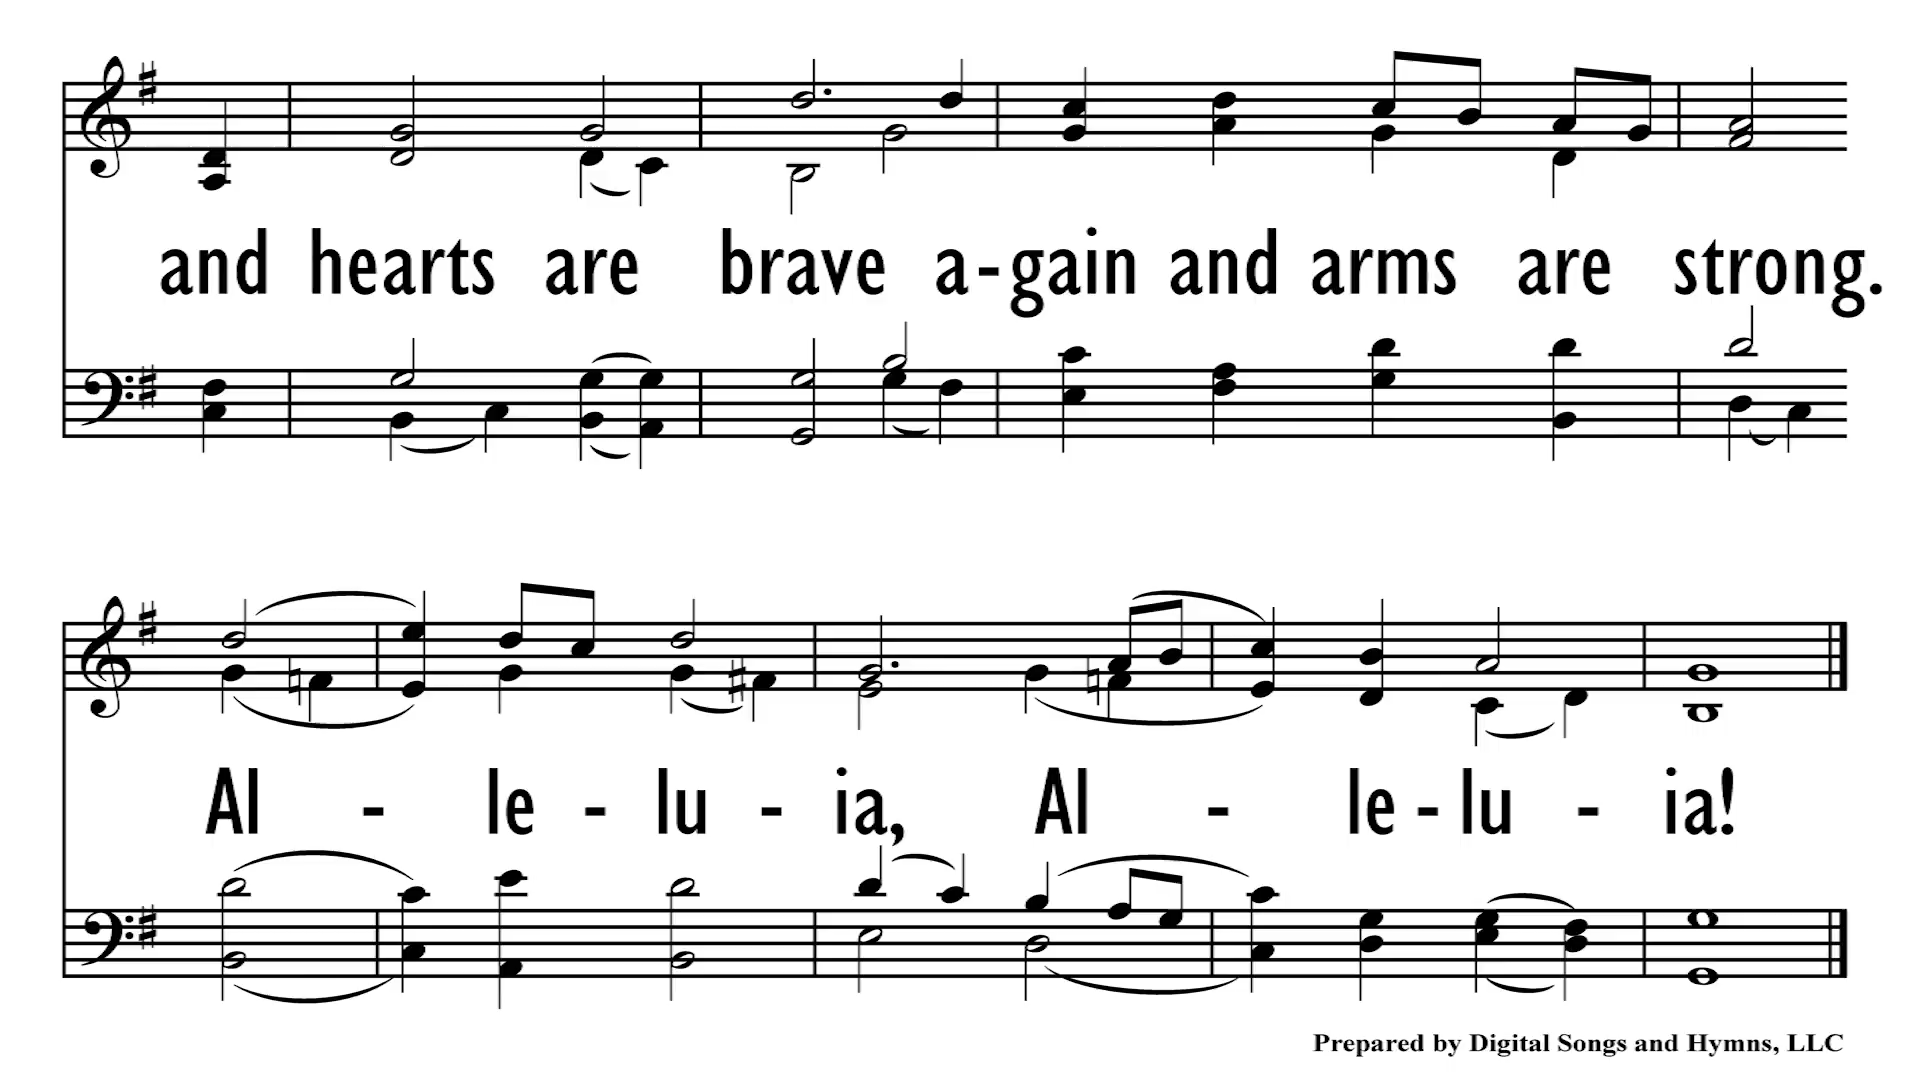 and hearts are brave a-gain and arms are strong.
Al - le - lu - ia, Al - le - lu - ia!
Prepared by Digital Songs and Hymns, LLC